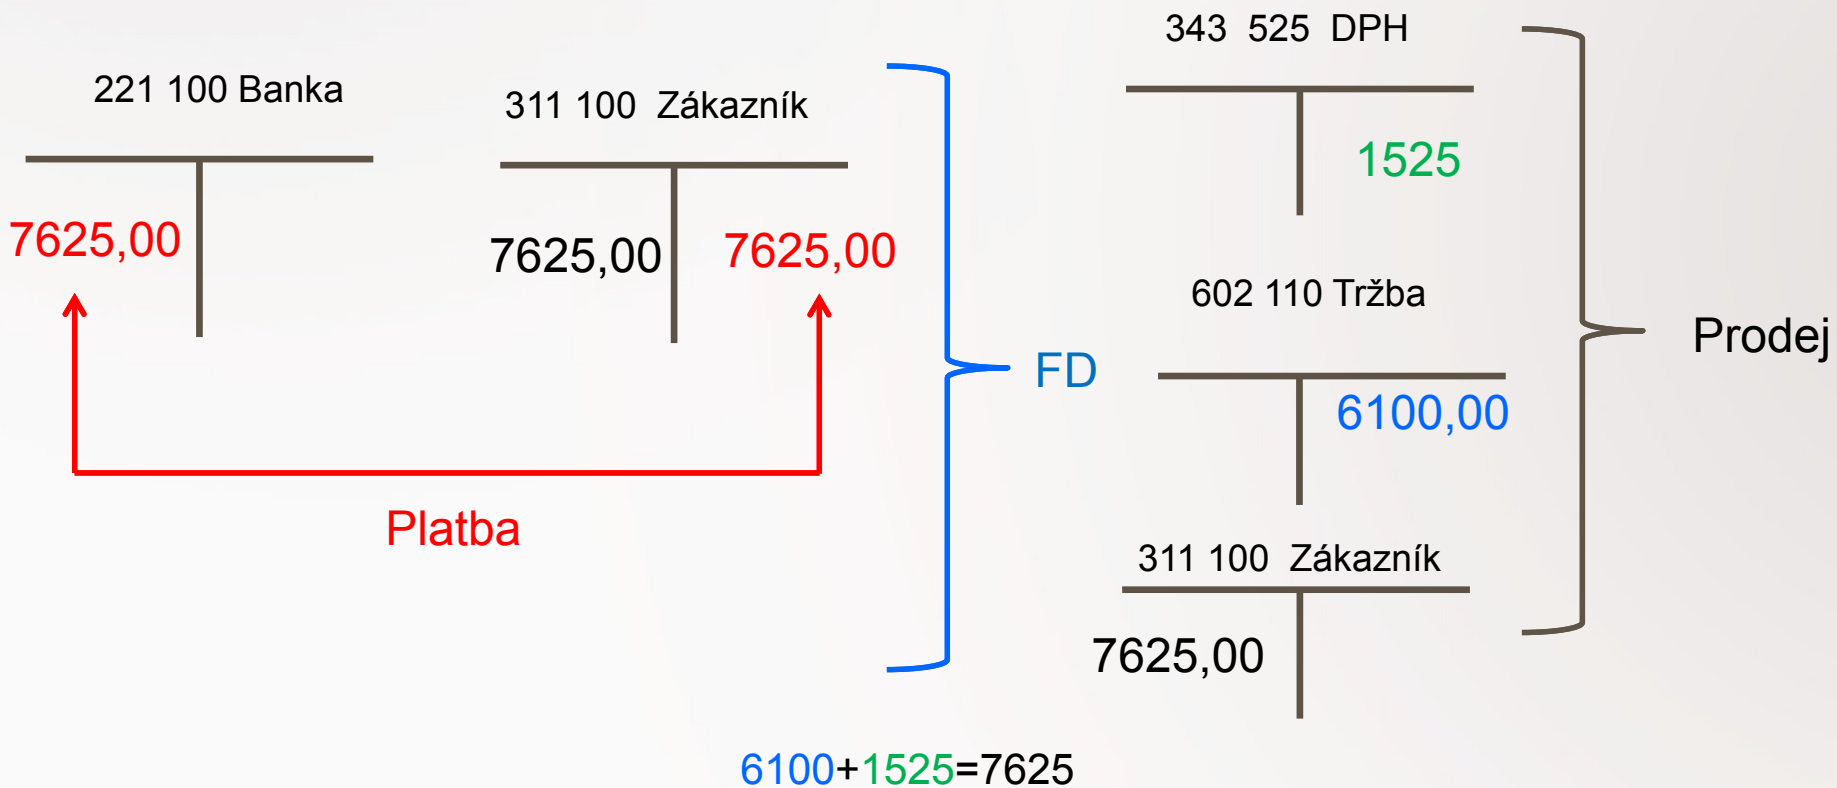 221 100 Banka
7625,00
311 100 Zákazník
7625,00 7625,00
Platba
FD
343 525 DPH
1525
602 110 Tržba
6100,00
311 100 Zákazník
7625,00
Prodej
6100+1525=7625